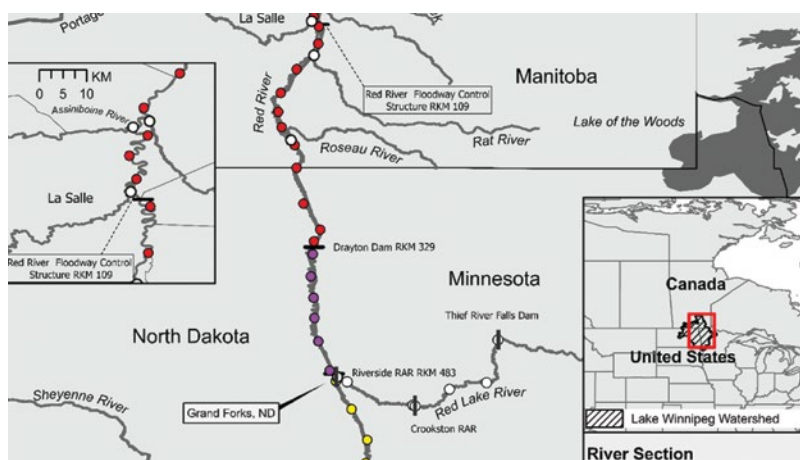 Portage
La Salle
Red River Floodway Control
Structure RKM 109
Manitoba
Lake of the Woods
Red River
Rat River
Roseau River
0 5 10
KM
Assiniboine River
La Salle
Red River Floodway Control
Structure RKM 109
Drayton Dam RKM 329
Minnesota
North Dakota
Thief River Falls Dam
Riverside RAR RKM 483
Grand Forks, ND
Red Lake River
Crookston RAR
Sheyenne River
Canada
United States
Lake Winnipeg Watershed
River Section